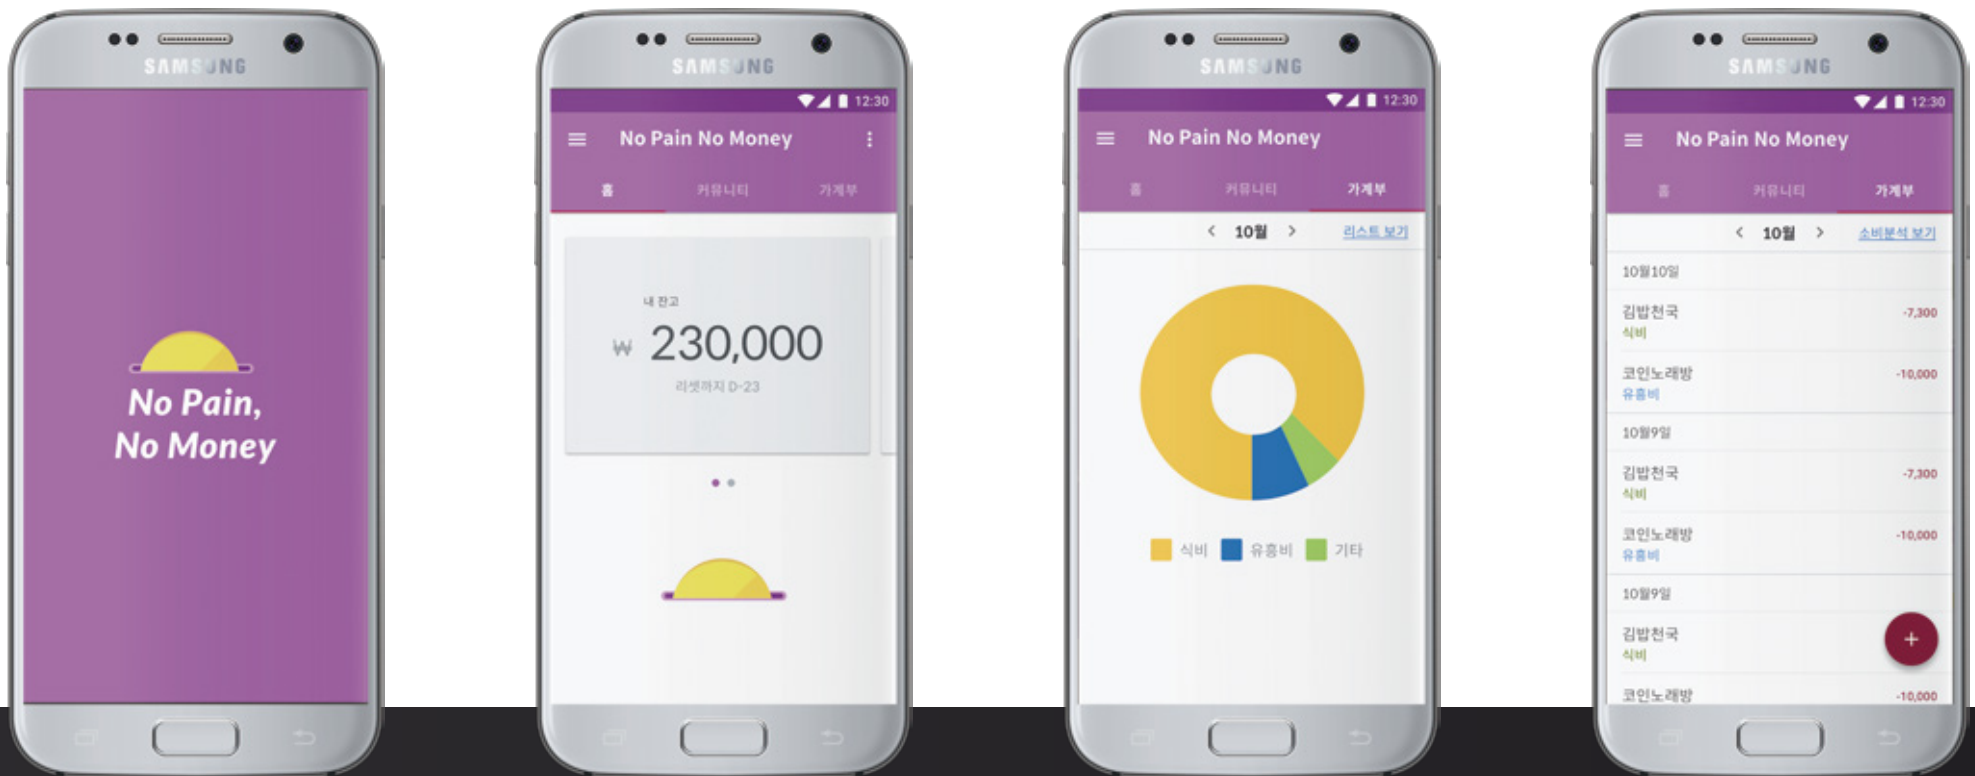 SAMSUNG
No Pain,
No Money
SAMSUNG
12:30
No Pain No Money
홈 커뮤니티 가계부
내 잔고
₩ 230,000
리셋까지 D-23
SAMSUNG
12:30
No Pain No Money
홈 커뮤니티 가계부
< 10월 > 리스트 보기
식비 유흥비 기타
SAMSUNG
12:30
No Pain No Money
홈 커뮤니티 가계부
< 10월 > 소비분석 보기
10월10일
김밥천국 -7,300
식비
코인노래방 -10,000
유흥비
10월9일
김밥천국 -7,300
식비
코인노래방 -10,000
유흥비
10월9일
김밥천국
식비
+
코인노래방 -10,000